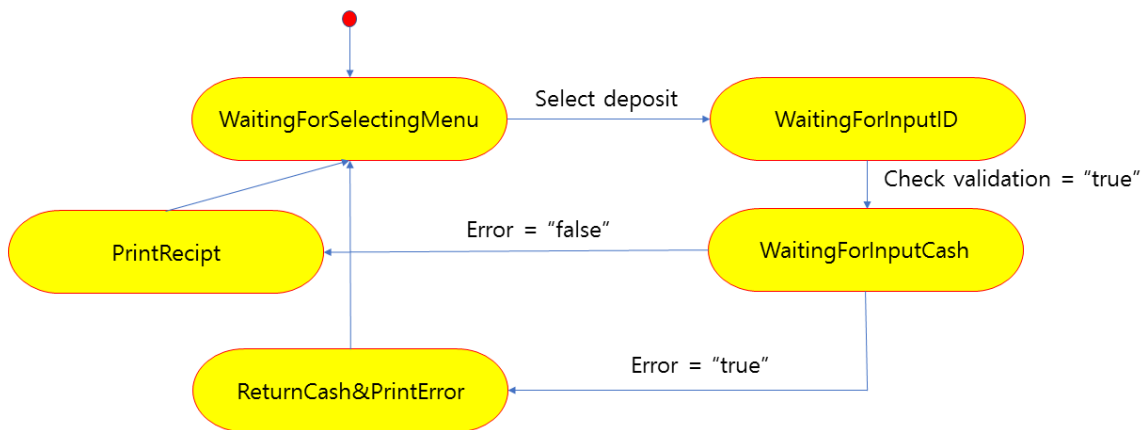 Select deposit
WaitingForSelectingMenu
WaitingForInputID
Check validation = “true”
Error = “false”
PrintRecipt
WaitingForInputCash
Error = “true”
ReturnCash&PrintError